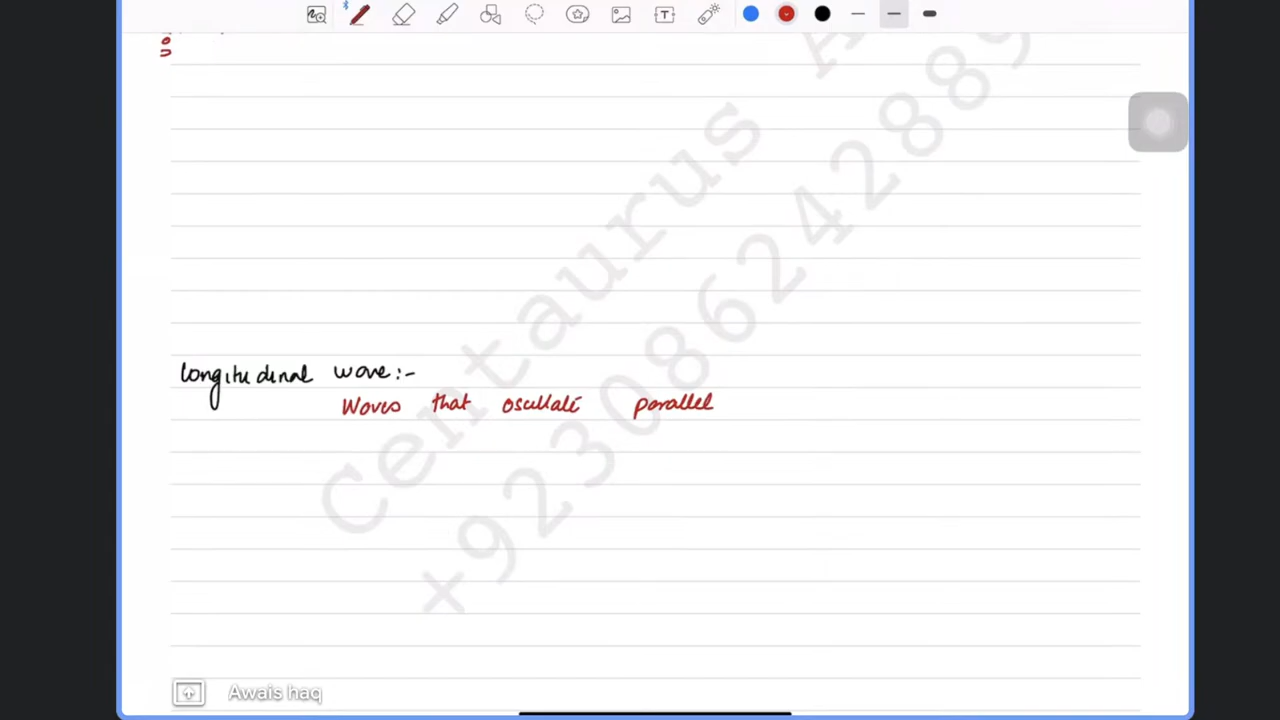 Centaurus A
+923086242889
longitudinal wave:-
Waves that oscillate parallel
Awais haq